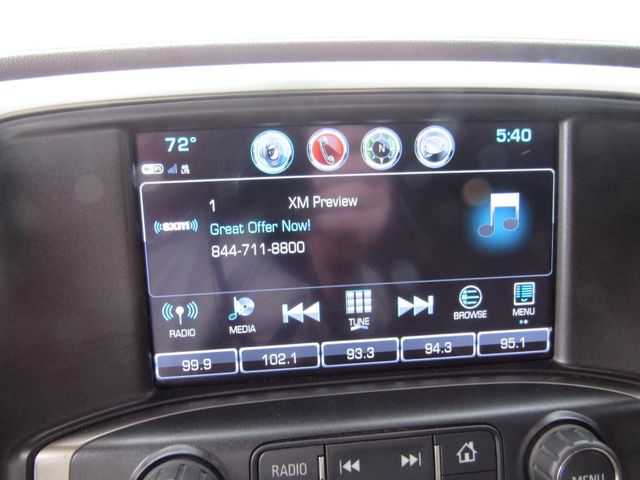 72° 5:40
N
1 XM Preview
((sxm))
Great Offer Now!
844-711-8800
RADIO MEDIA TUNE BROWSE MENU
99.9 102.1 93.3 94.3 95.1
RADIO
MENU